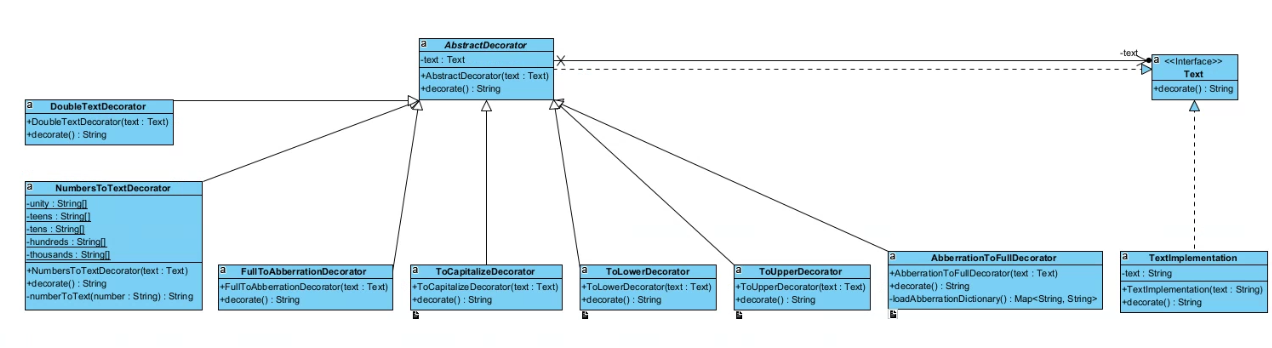 a AbstractDecorator
-text : Text
+AbstractDecorator(text : Text)
+decorate() : String
-text
a <<Interface>>
Text
+decorate() : String
a DoubleTextDecorator
+DoubleTextDecorator(text : Text)
+decorate() : String
a NumbersToTextDecorator
-unity : String[]
-teens : String[]
-tens : String[]
-hundreds : String[]
-thousands : String[]
+NumbersToTextDecorator(text : Text)
+decorate() : String
-numberToText(number : String) : String
a FullToAbberrationDecorator
+FullToAbberrationDecorator(text : Text)
+decorate() : String
a ToCapitalizeDecorator
+ToCapitalizeDecorator(text : Text)
+decorate() : String
a ToLowerDecorator
+ToLowerDecorator(text : Text)
+decorate() : String
a ToUpperDecorator
+ToUpperDecorator(text : Text)
+decorate() : String
a AbberrationToFullDecorator
+AbberrationToFullDecorator(text : Text)
+decorate() : String
-loadAbberrationDictionary() : Map<String, String>
a TextImplementation
-text : String
+TextImplementation(text : String)
+decorate() : String